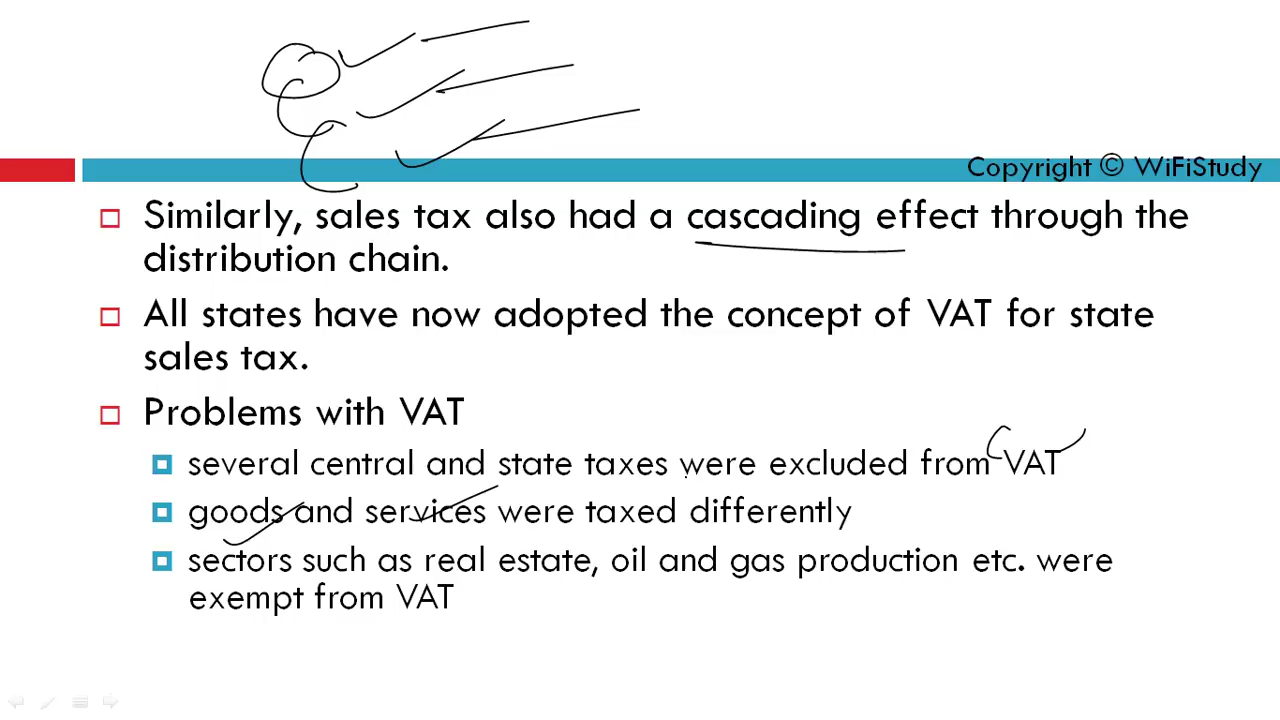 Copyright © WiFiStudy
Similarly, sales tax also had a cascading effect through the
distribution chain.
All states have now adopted the concept of VAT for state
sales tax.
Problems with VAT
several central and state taxes were excluded from VAT
goods and services were taxed differently
sectors such as real estate, oil and gas production etc. were
exempt from VAT